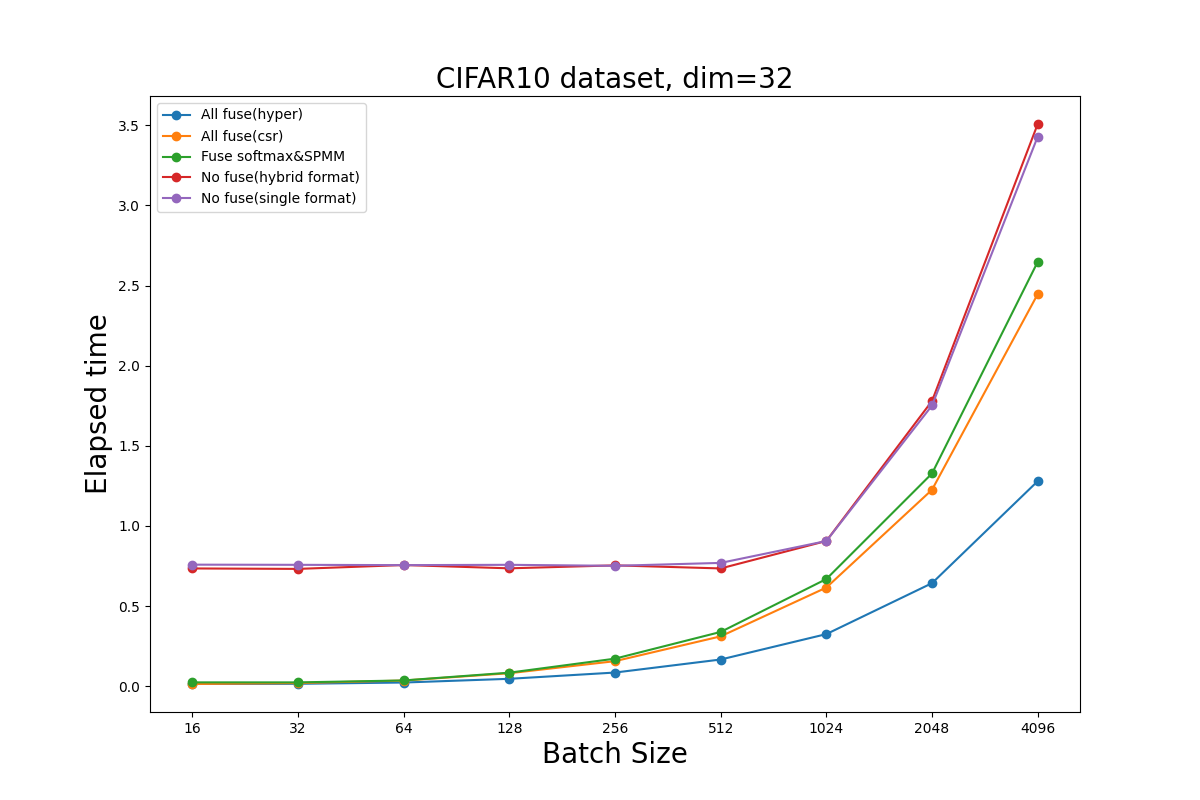 CIFAR10 dataset, dim=32
All fuse(hyper)
All fuse(csr)
Fuse softmax&SPMM
No fuse(hybrid format)
No fuse(single format)
Elapsed time
3.5
3.0
2.5
2.0
1.5
1.0
0.5
0.0
16 32 64 128 256 512 1024 2048 4096
Batch Size